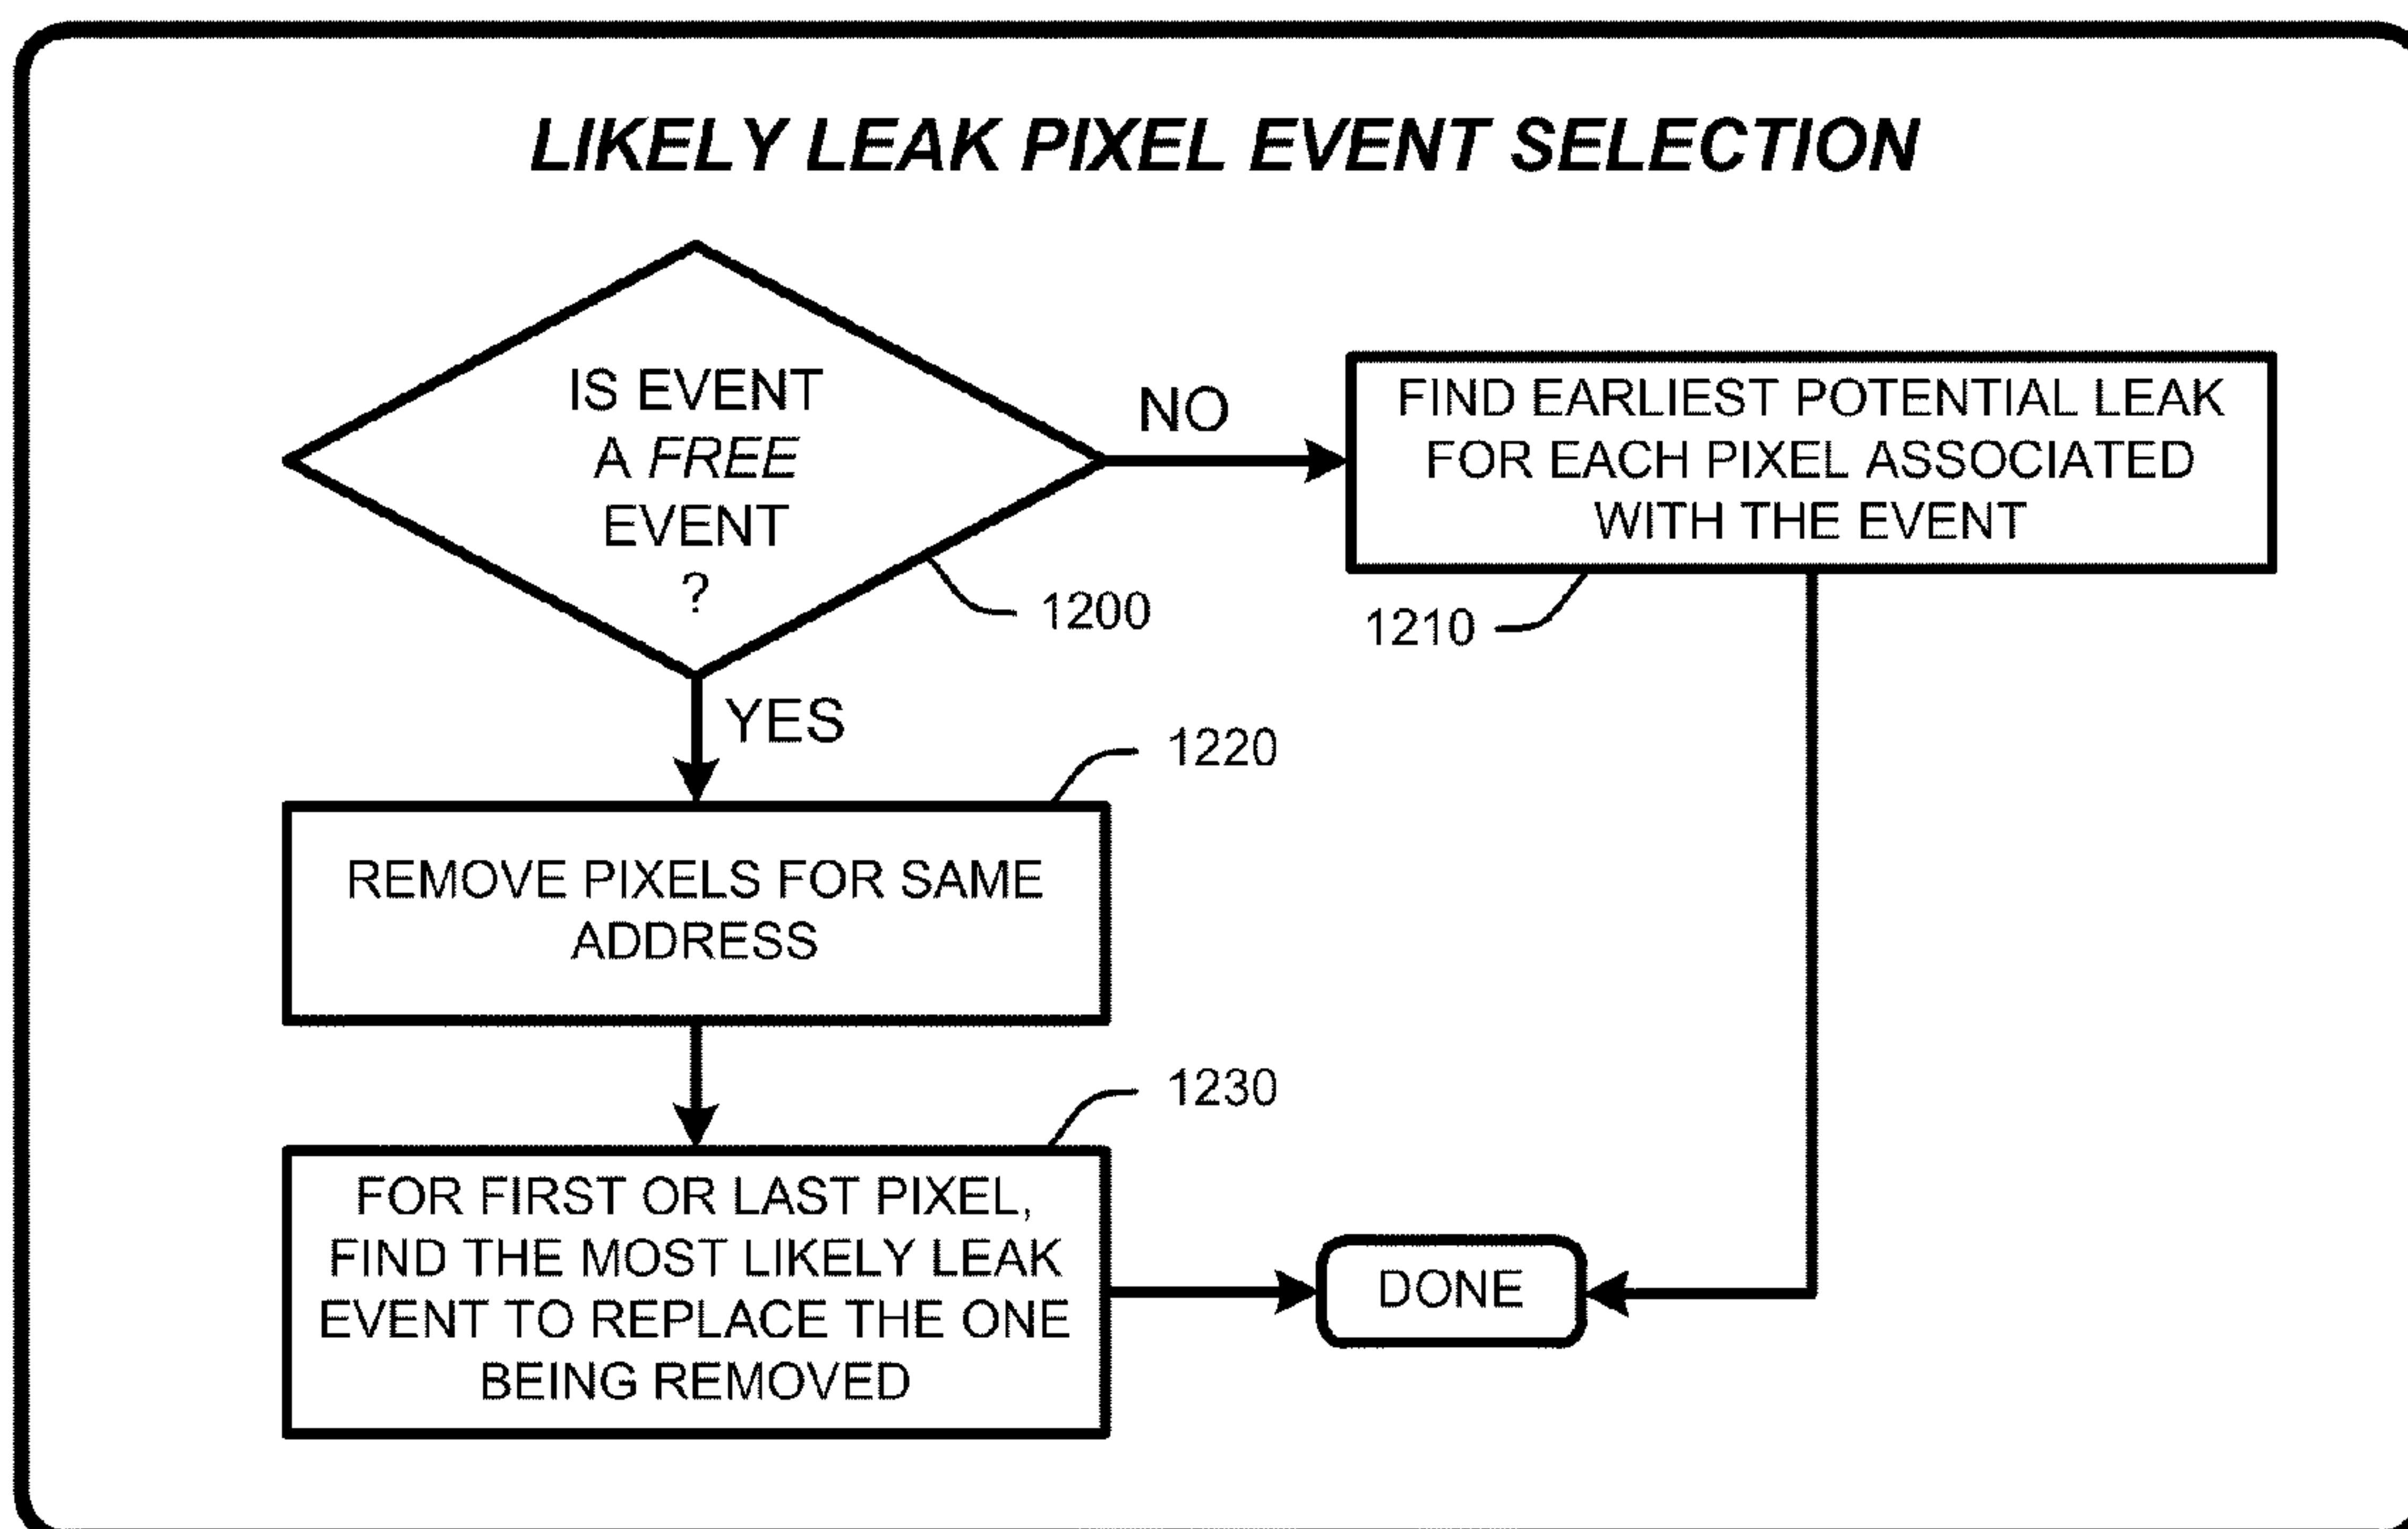 LIKELY LEAK PIXEL EVENT SELECTION
IS EVENT
A FREE
EVENT
?
NO
FIND EARLIEST POTENTIAL LEAK
FOR EACH PIXEL ASSOCIATED
WITH THE EVENT
1200
1210
YES
1220
REMOVE PIXELS FOR SAME
ADDRESS
1230
FOR FIRST OR LAST PIXEL,
FIND THE MOST LIKELY LEAK
EVENT TO REPLACE THE ONE
BEING REMOVED
DONE